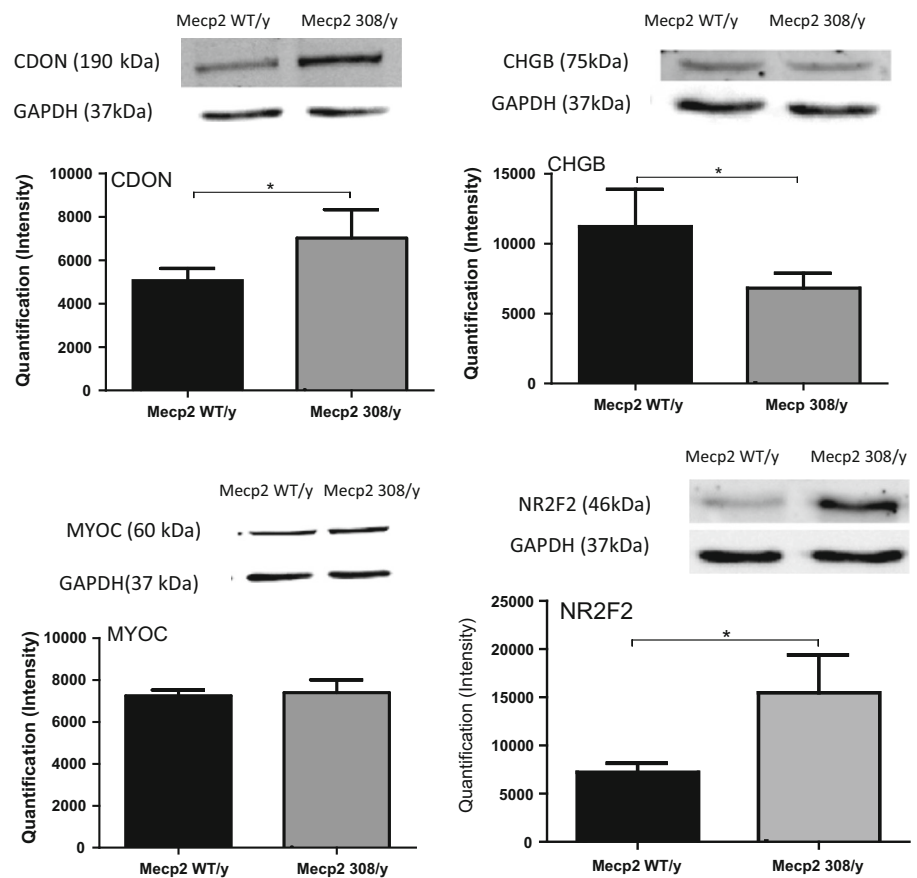 Mecp2 WT/y Mecp2 308/y
CDON (190 kDa)
GAPDH (37kDa)
CDON
*
Quantification (Intensity)
10000
8000
6000
4000
2000
0
Mecp2 WT/y Mecp2 308/y
Mecp2 WT/y Mecp2 308/y
CHGB (75kDa)
GAPDH (37kDa)
CHGB
*
Quantification (Intensity)
15000
10000
5000
0
Mecp2 WT/y Mecp 308/y
Mecp2 WT/y Mecp2 308/y
MYOC (60 kDa)
GAPDH(37 kDa)
MYOC
Quantification (Intensity)
10000
8000
6000
4000
2000
0
Mecp2 WT/y Mecp2 308/y
Mecp2 WT/y Mecp2 308/y
NR2F2 (46kDa)
GAPDH (37kDa)
NR2F2
*
Quantification (Intensity)
25000
20000
15000
10000
5000
0
Mecp2 WT/y Mecp2 308/y